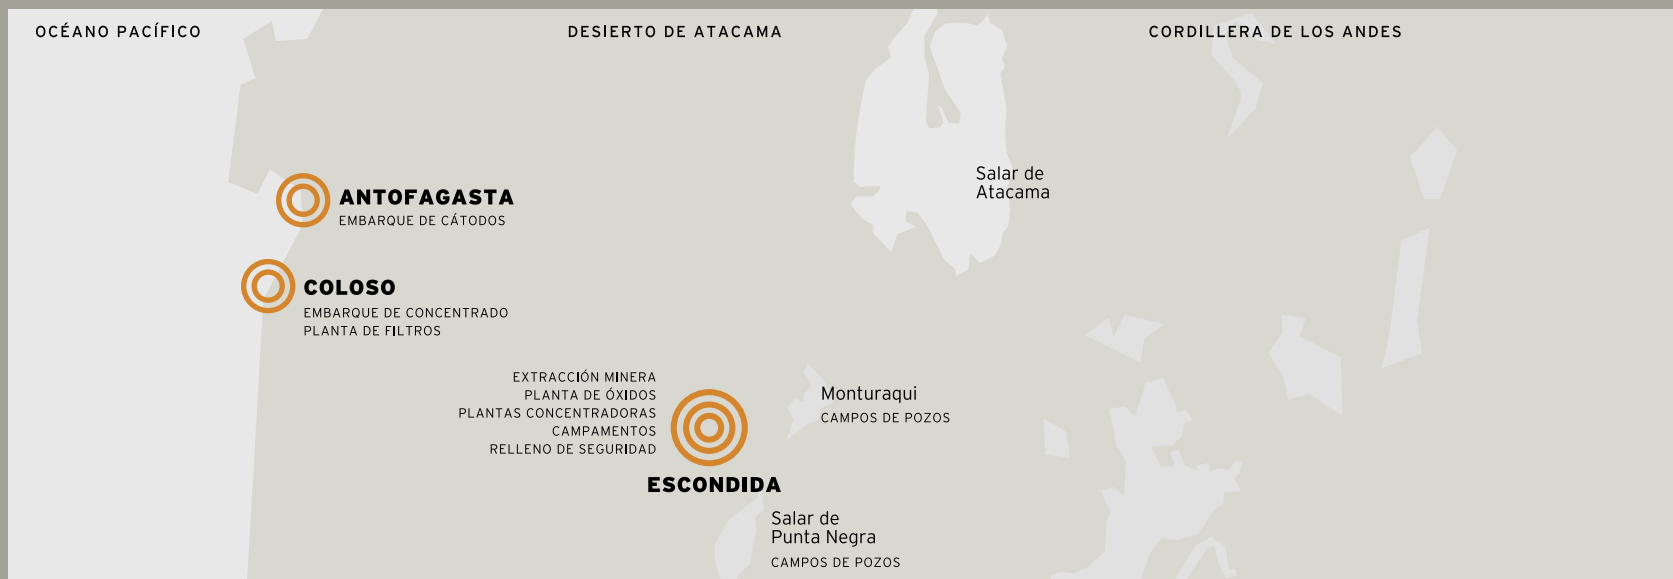 OCÉANO PACÍFICO
DESIERTO DE ATACAMA
CORDILLERA DE LOS ANDES
Salar de
Atacama
ANTOFAGASTA
EMBARQUE DE CÁTODOS
COLOSO
EMBARQUE DE CONCENTRADO
PLANTA DE FILTROS
EXTRACCIÓN MINERA
PLANTA DE ÓXIDOS
PLANTAS CONCENTRADORAS
CAMPAMENTOS
RELLENO DE SEGURIDAD
ESCONDIDA
Monturaqui
CAMPOS DE POZOS
Salar de
Punta Negra
CAMPOS DE POZOS